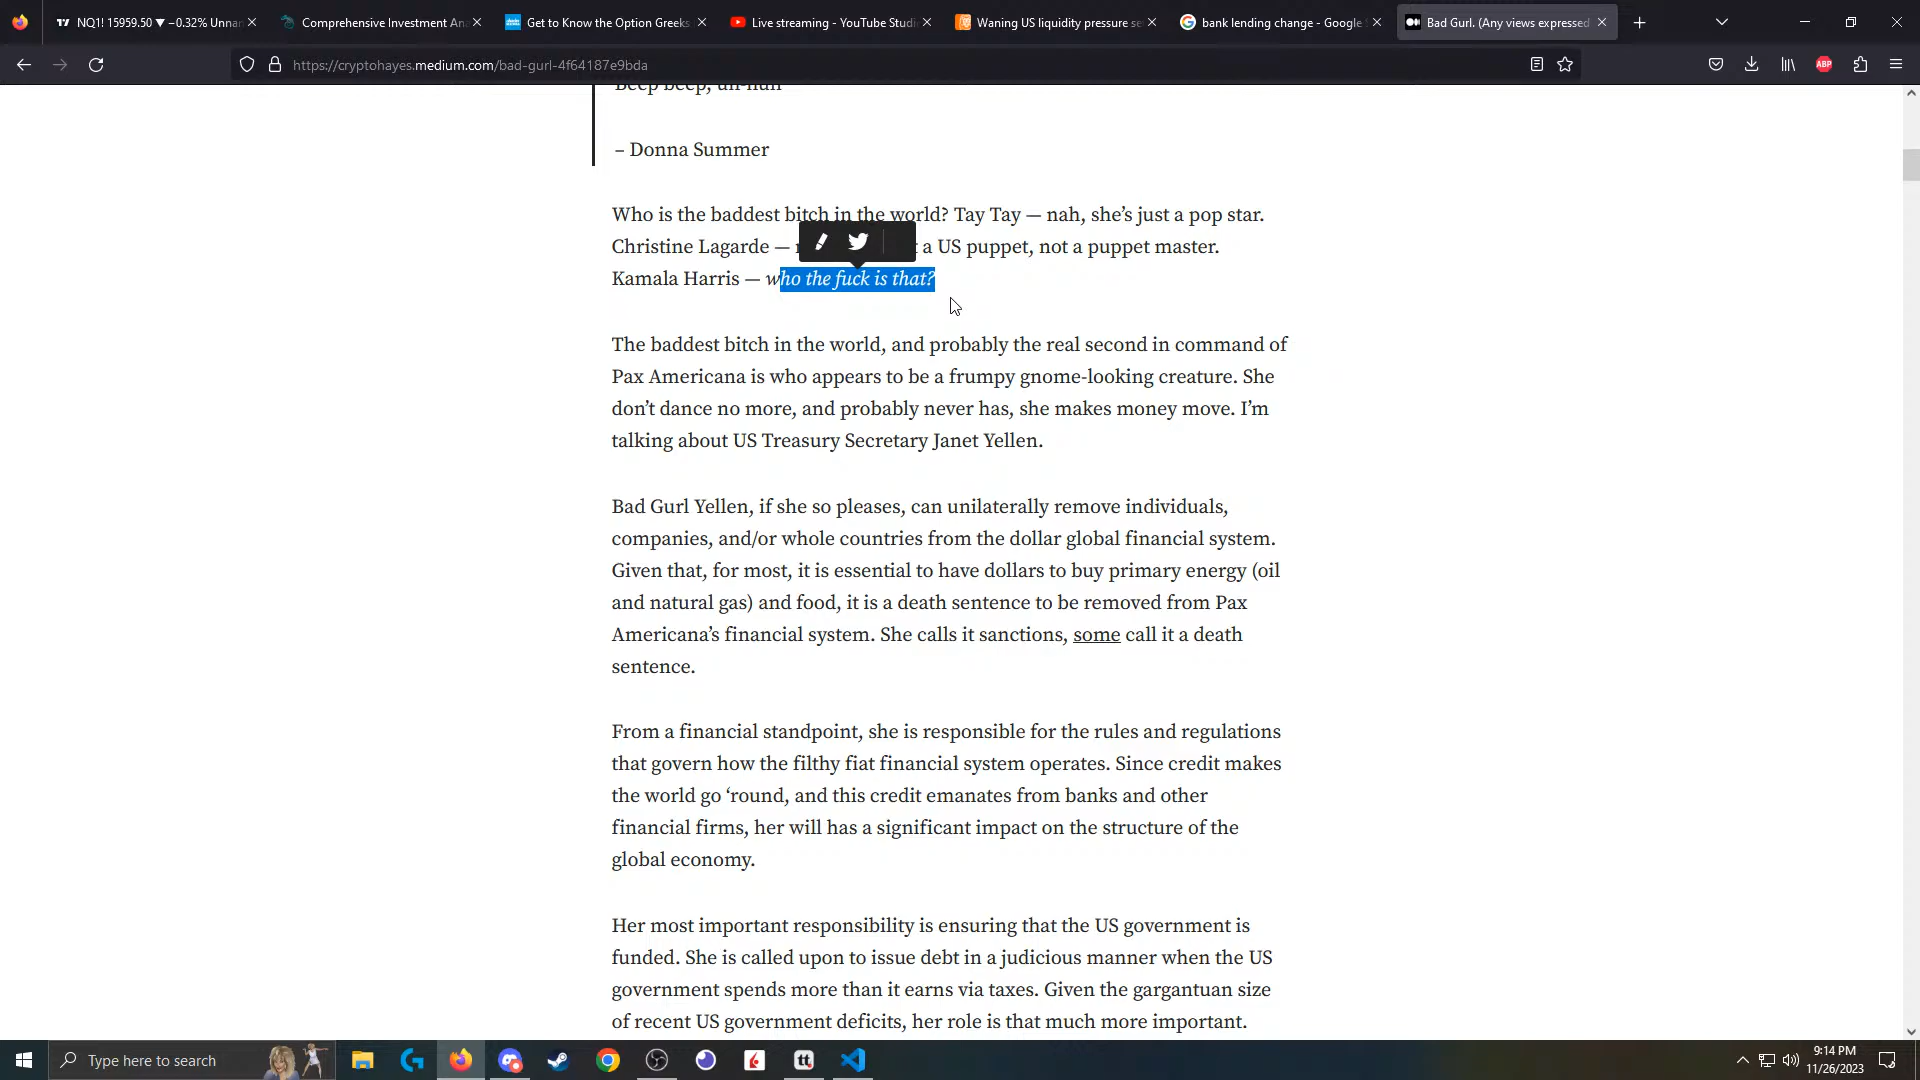 NQ1! 15959.50 ▼ −0.32% Unnar
Comprehensive Investment An
Get to Know the Option Greeks
Live streaming - YouTube Studi
Waning US liquidity pressure se
bank lending change - Google S
Bad Gurl. (Any views expressed
https://cryptohayes.medium.com/bad-gurl-4f64187e9bda
ABP
Beep beep, uh-huh
– Donna Summer
Who is the baddest bitch in the world? Tay Tay — nah, she’s just a pop star.
Christine Lagarde — a US puppet, not a puppet master.
Kamala Harris — who the fuck is that?
The baddest bitch in the world, and probably the real second in command of
Pax Americana is who appears to be a frumpy gnome-looking creature. She
don’t dance no more, and probably never has, she makes money move. I’m
talking about US Treasury Secretary Janet Yellen.
Bad Gurl Yellen, if she so pleases, can unilaterally remove individuals,
companies, and/or whole countries from the dollar global financial system.
Given that, for most, it is essential to have dollars to buy primary energy (oil
and natural gas) and food, it is a death sentence to be removed from Pax
Americana’s financial system. She calls it sanctions, some call it a death
sentence.
From a financial standpoint, she is responsible for the rules and regulations
that govern how the filthy fiat financial system operates. Since credit makes
the world go ‘round, and this credit emanates from banks and other
financial firms, her will has a significant impact on the structure of the
global economy.
Her most important responsibility is ensuring that the US government is
funded. She is called upon to issue debt in a judicious manner when the US
government spends more than it earns via taxes. Given the gargantuan size
of recent US government deficits, her role is that much more important.
Type here to search
tt
9:14 PM
11/26/2023